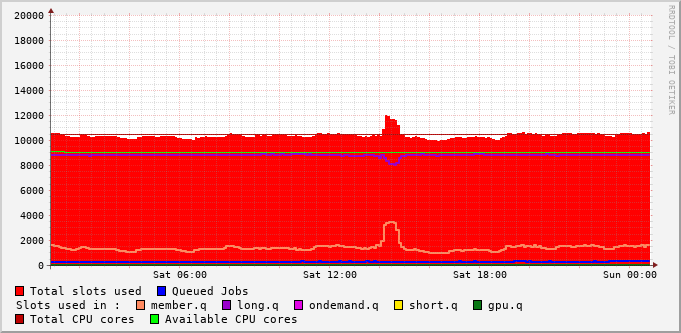 RRDTOOL / TOBI OETIKER
20000
18000
16000
14000
12000
10000
8000
6000
4000
2000
0
Sat 06:00 Sat 12:00 Sat 18:00 Sun 00:00
Total slots used Queued Jobs
Slots used in : member.q long.q ondemand.q short.q gpu.q
Total CPU cores Available CPU cores